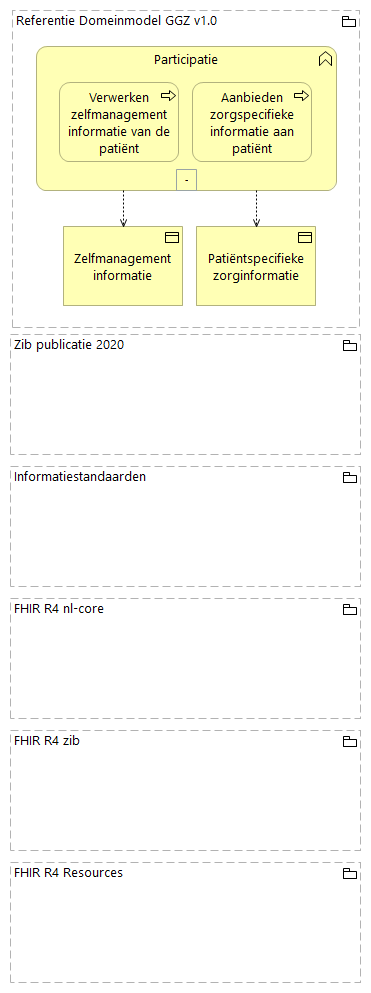 Referentie Domeinmodel GGZ v1.0
Participatie
Verwerken
zelfmanagement
informatie van de
patiënt
Aanbieden
zorgspecifieke
informatie aan
patiënt
-
Zelfmanagement
informatie
Patiëntspecifieke
zorginformatie
Zib publicatie 2020
Informatiestandaarden
FHIR R4 nl-core
FHIR R4 zib
FHIR R4 Resources